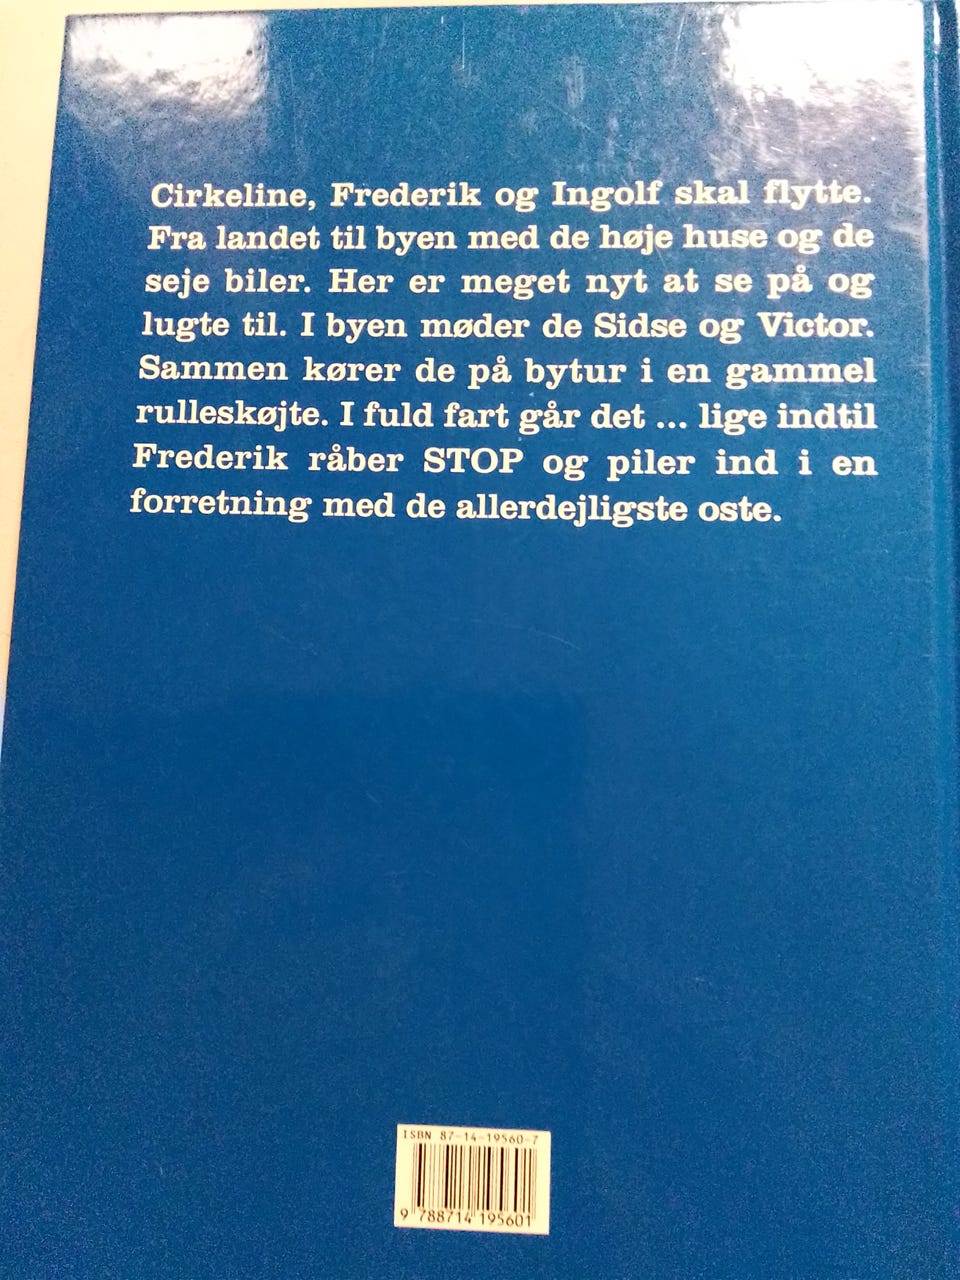 Cirkeline, Frederik og Ingolf skal flytte.
Fra landet til byen med de høje huse og de
seje biler. Her er meget nyt at se på og
lugte til. I byen møder de Sidse og Victor.
Sammen kører de på bytur i en gammel
rulleskøjte. I fuld fart går det ... lige indtil
Frederik råber STOP og piler ind i en
forretning med de allerdejligste oste.
ISBN 87-14-19560-7
9 788714 195601